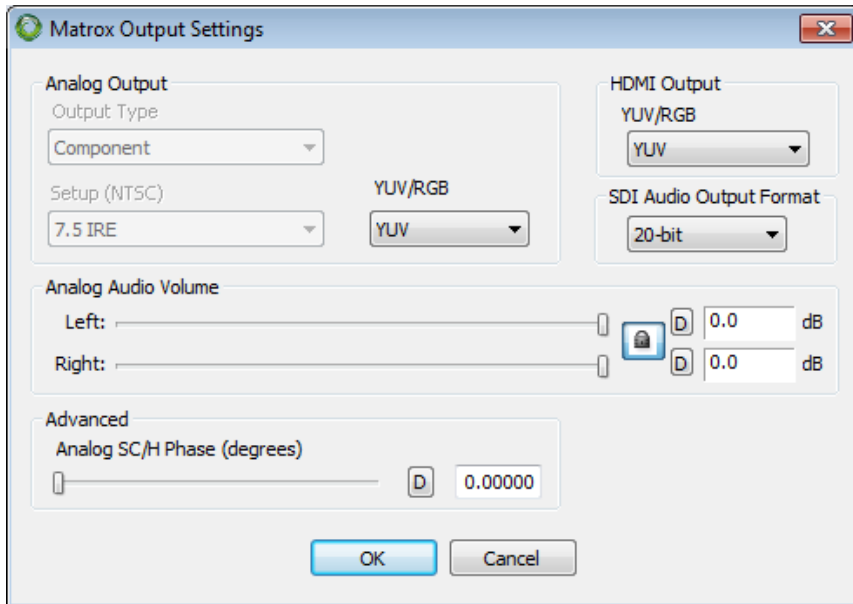 Matrox Output Settings
Analog Output
Output Type
Component
Setup (NTSC)
7.5 IRE
YUV/RGB
YUV
HDMI Output
YUV/RGB
YUV
SDI Audio Output Format
20-bit
Analog Audio Volume
Left:
D
0.0
dB
Right:
D
0.0
dB
Advanced
Analog SC/H Phase (degrees)
D
0.00000
OK
Cancel